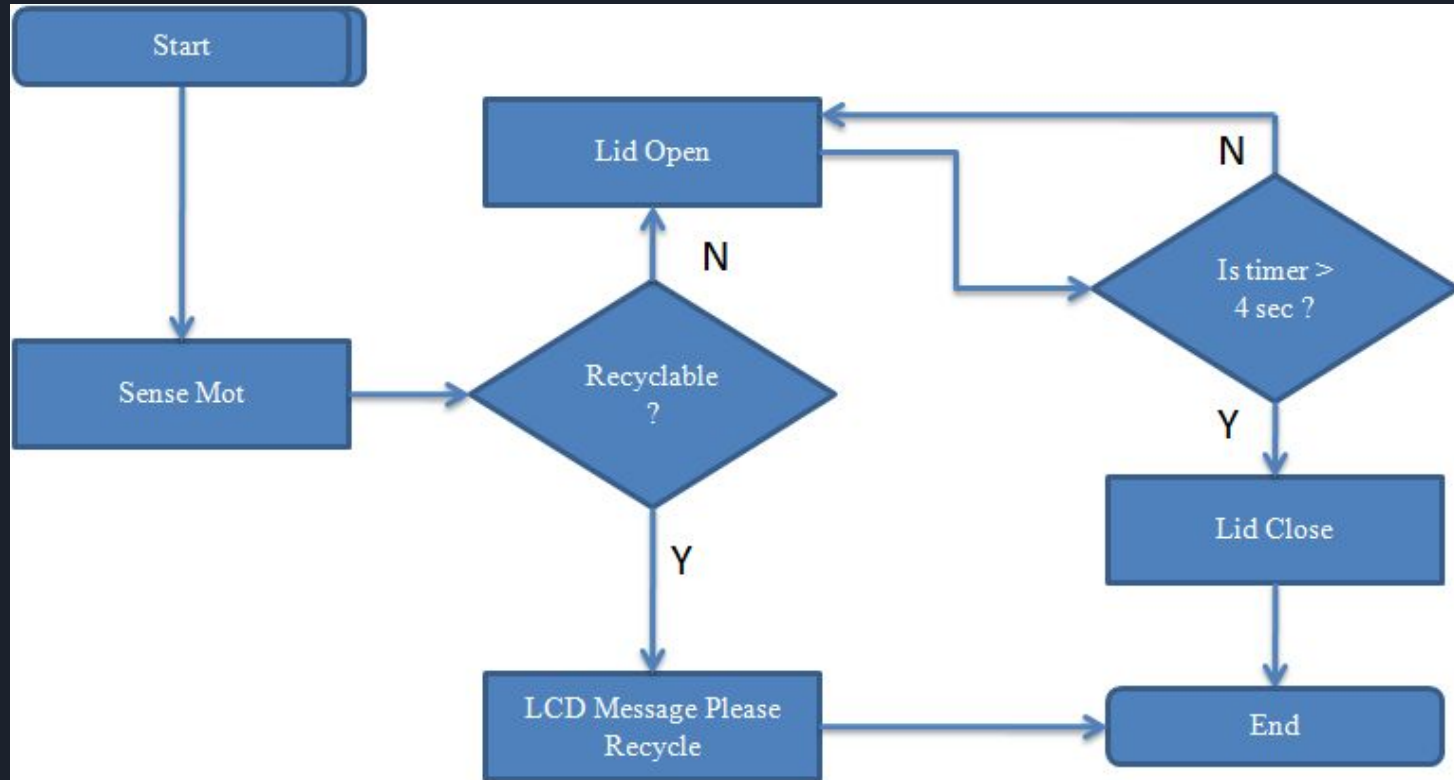 Start
Lid Open
N
N
Is timer >
4 sec ?
Sense Mot
Recyclable
?
Y
Lid Close
Y
LCD Message Please
Recycle
End